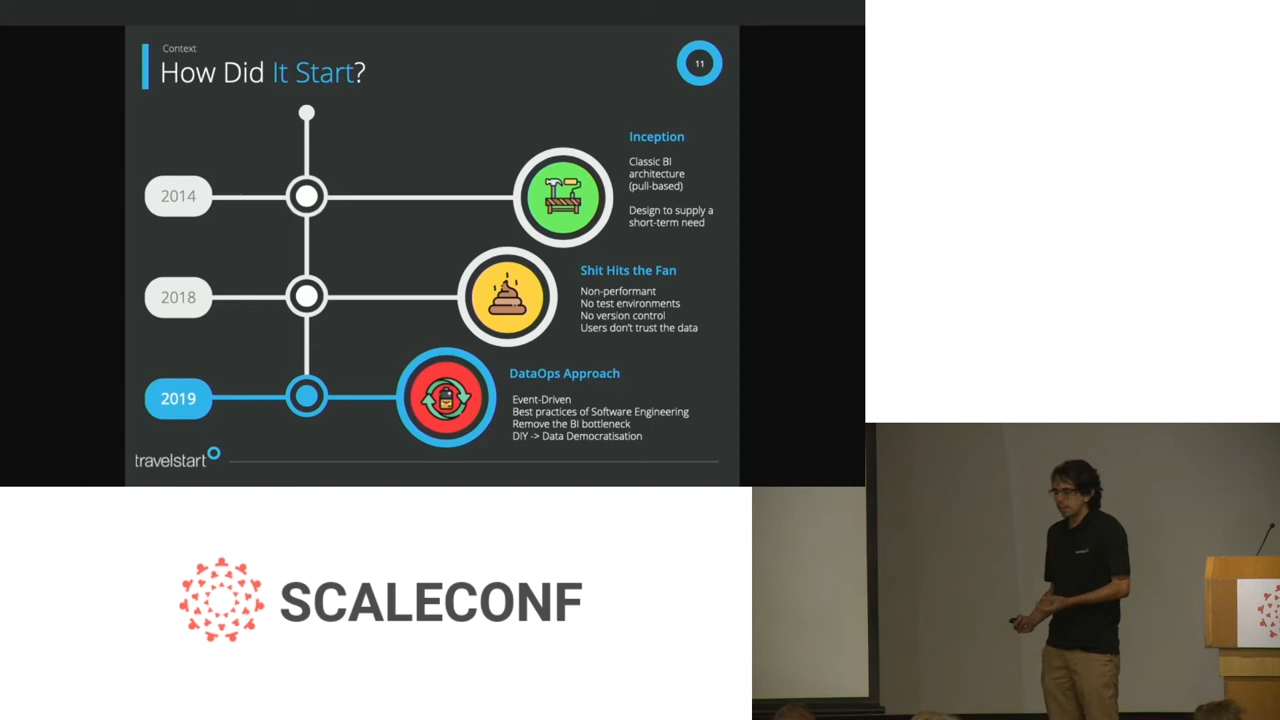 Context
How Did It Start?
11
2014
Inception
Classic BI
architecture
(pull-based)
Design to supply a
short-term need
2018
Shit Hits the Fan
Non-performant
No test environments
No version control
Users don't trust the data
2019
DataOps Approach
Event-Driven
Best practices of Software Engineering
Remove the BI bottleneck
DIY -> Data Democratisation
travelstart
SCALECONF